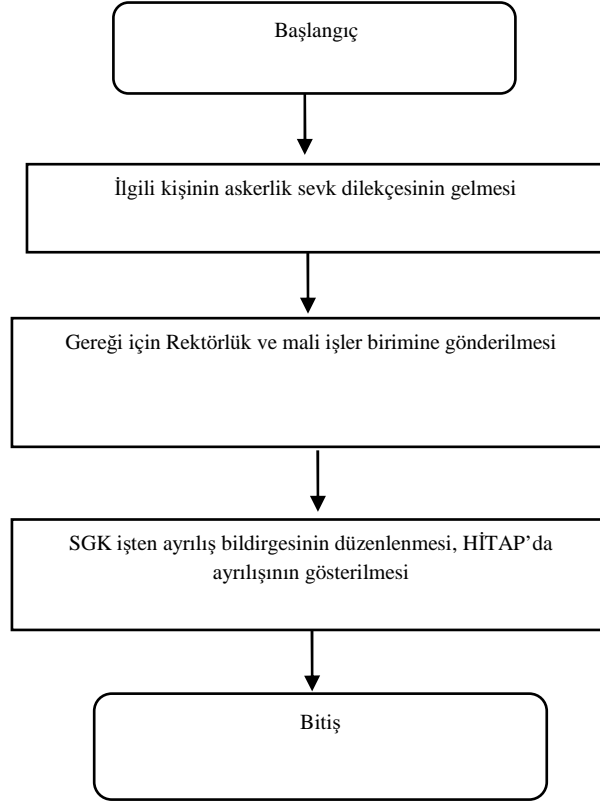 Başlangıç
İlgili kişinin askerlik sevk dilekçesinin gelmesi
Gereği için Rektörlük ve mali işler birimine gönderilmesi
SGK işten ayrılış bildirgesinin düzenlenmesi, HİTAP’da
ayrılışının gösterilmesi
Bitiş